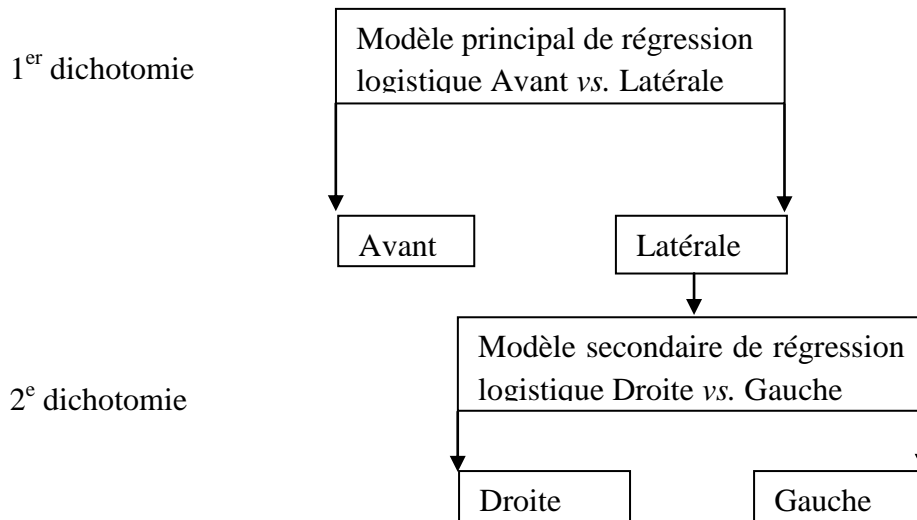 Modèle principal de régression
logistique Avant vs. Latérale
1er dichotomie
Avant
Latérale
Modèle secondaire de régression
logistique Droite vs. Gauche
2e dichotomie
Droite
Gauche